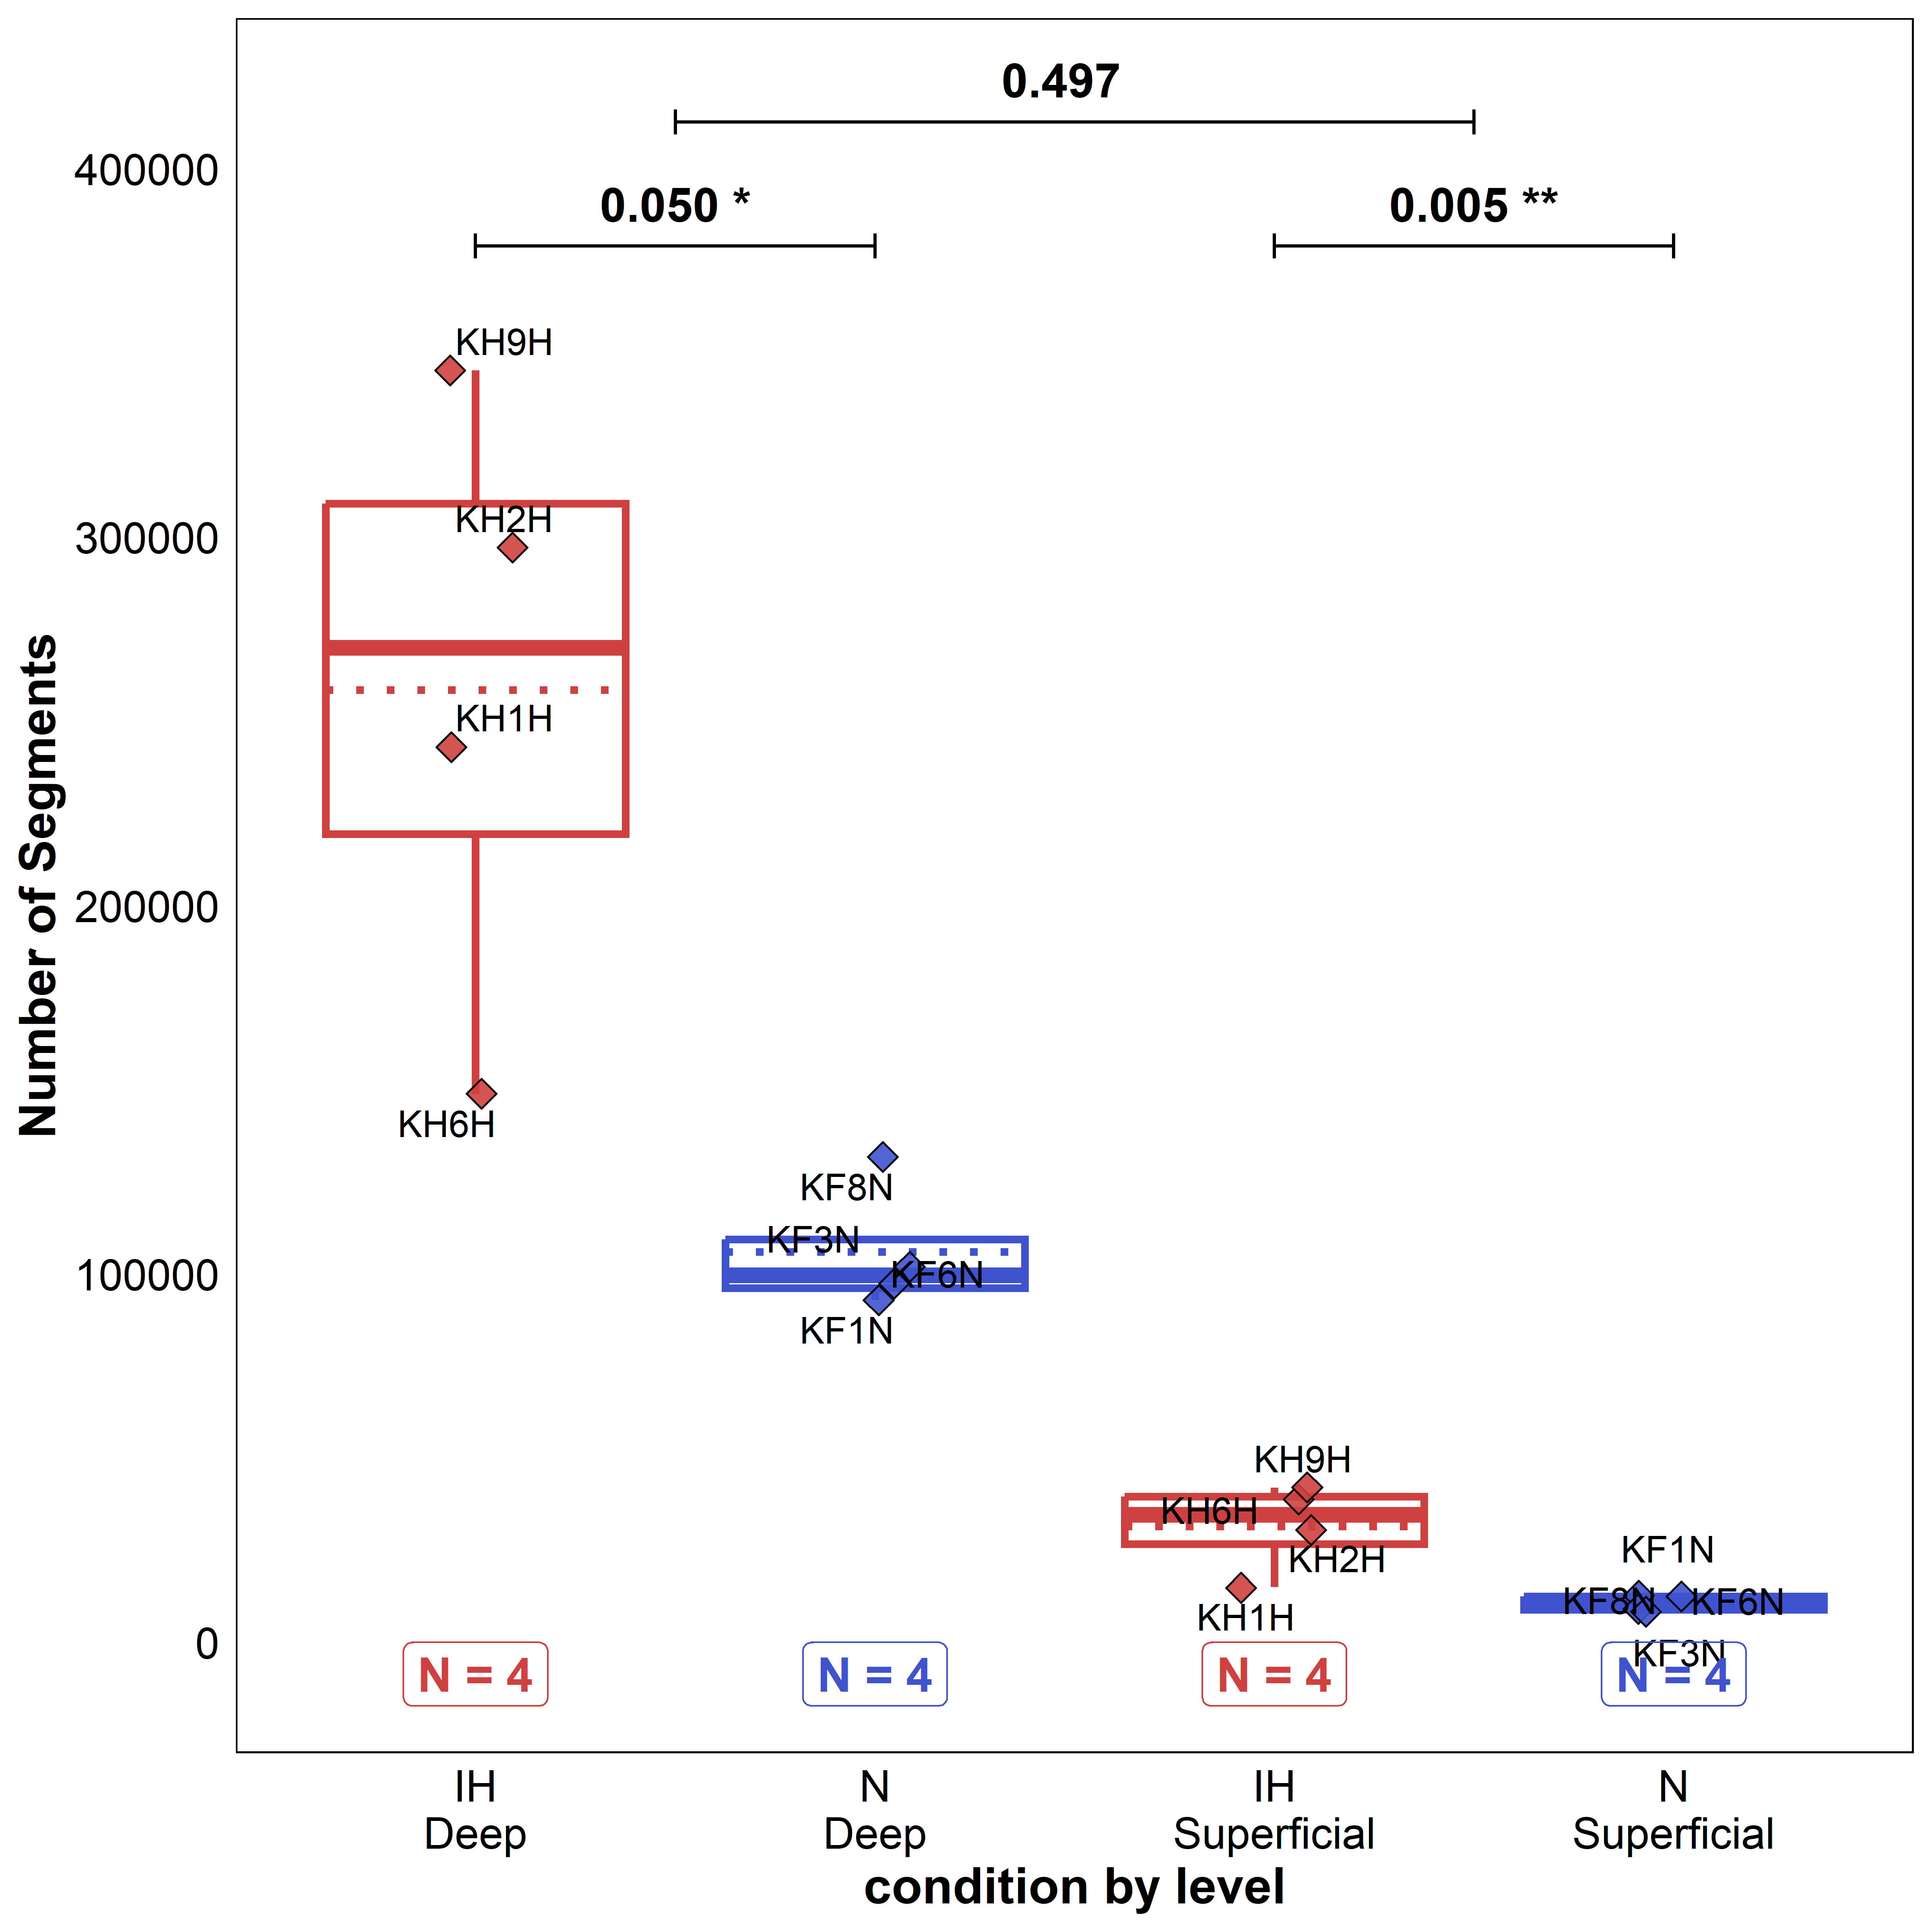 0.497
0.050 *
0.005 **
400000
300000
200000
100000
0
Number of Segments
KH9H
KH2H
KH1H
KH6H
KF8N
KF3N
KF6N
KF1N
KH9H
KH6H
KH2H
KH1H
KF1N
KF8N
KF6N
KF3N
N = 4
N = 4
N = 4
N = 4
IH
Deep
N
Deep
IH
Superficial
N
Superficial
condition by level